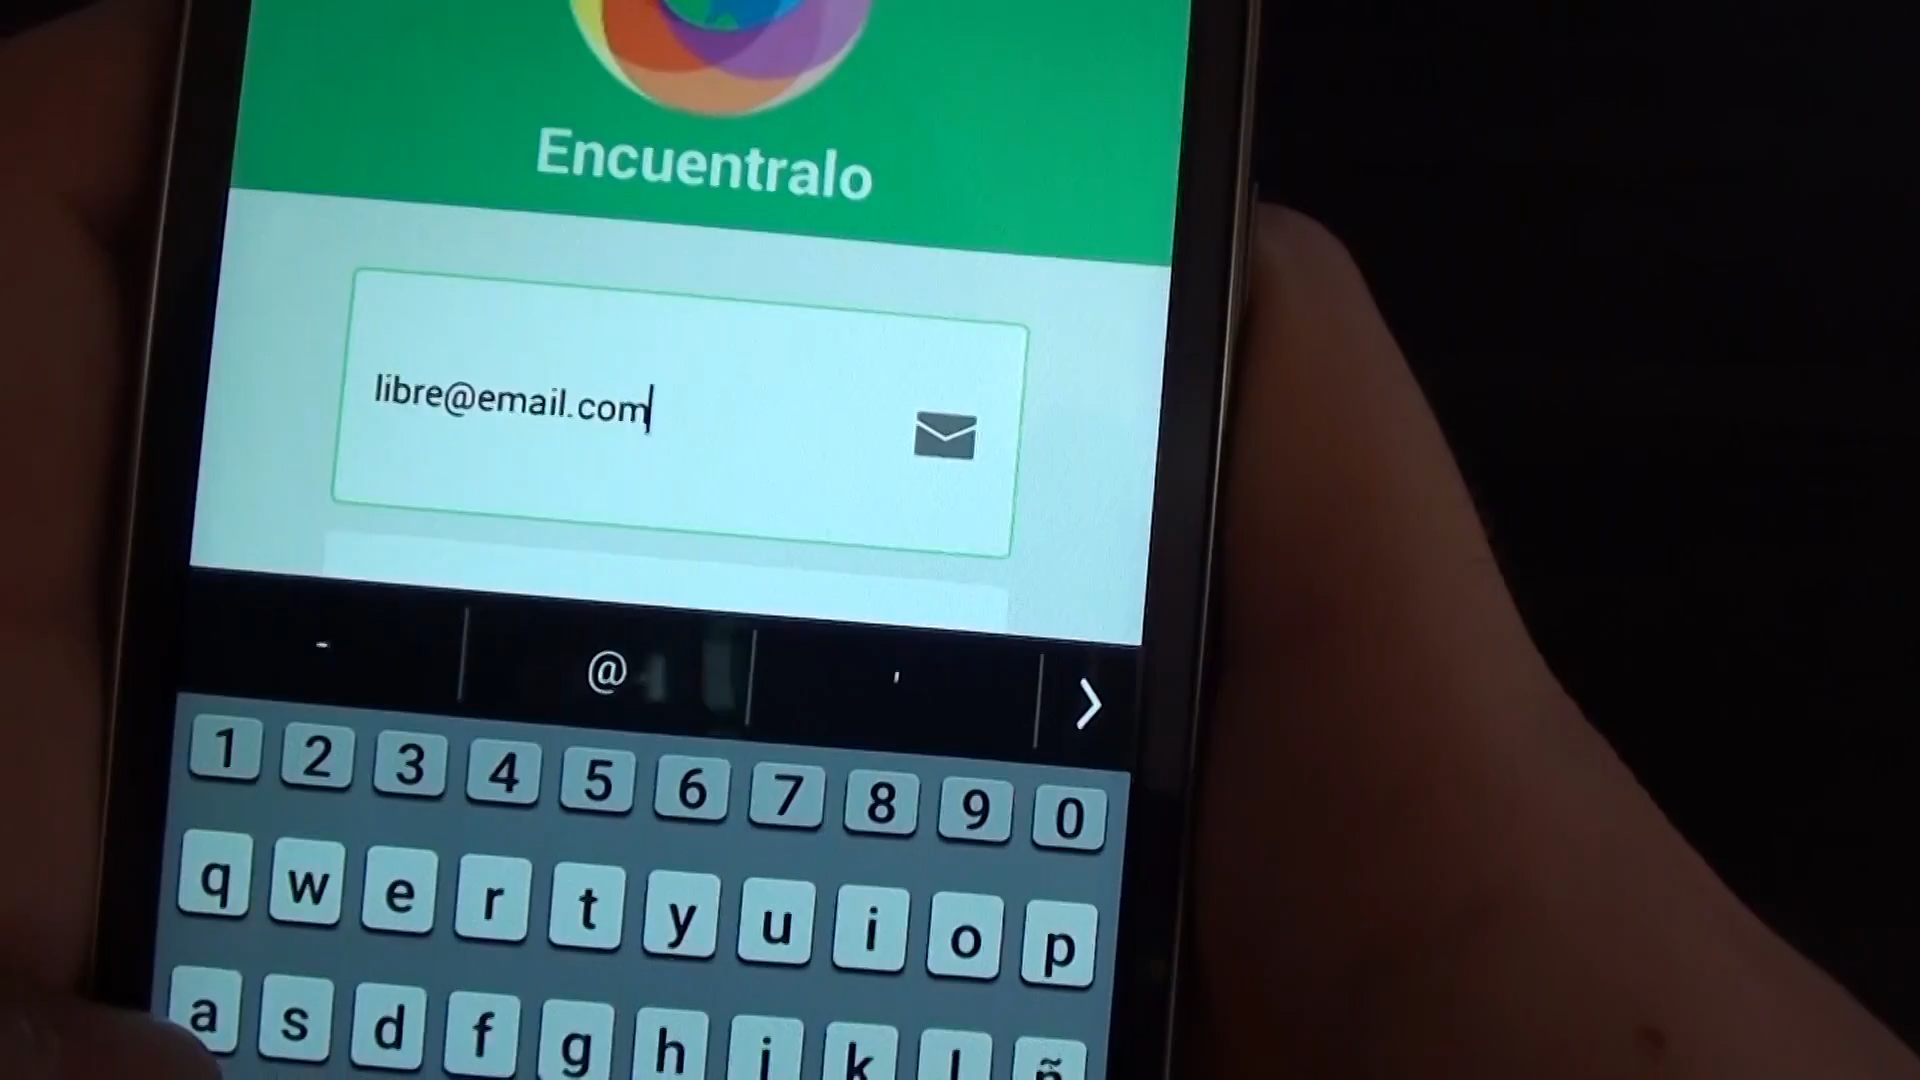 Encuentralo
libre@email.com
- @ ,
1 2 3 4 5 6 7 8 9 0
q w e r t y u i o p
a s d f g h j k l ñ